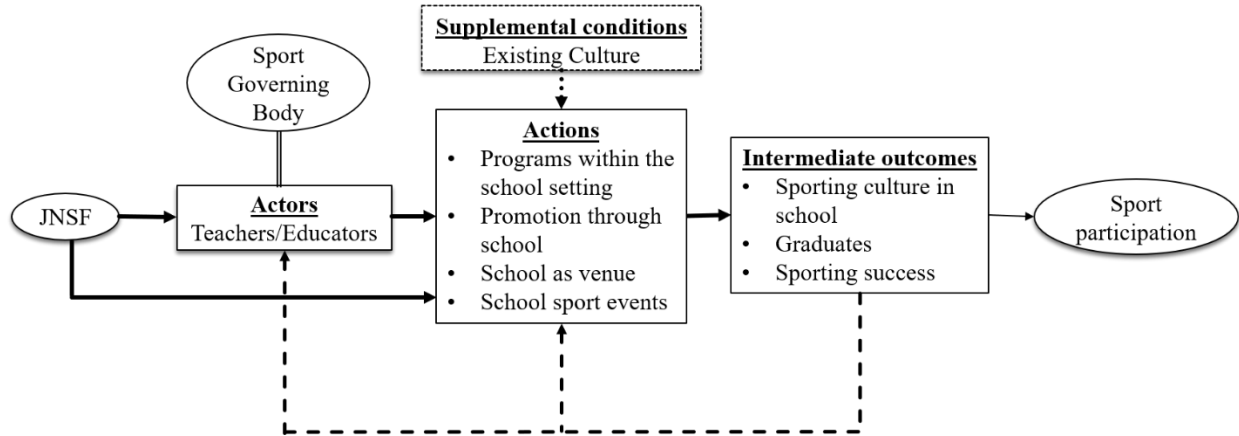 Supplemental conditions
Existing Culture
Sport
Governing
Body
JNSF
Actors
Teachers/Educators
Actions
• Programs within the
school setting
• Promotion through
school
• School as venue
• School sport events
Intermediate outcomes
• Sporting culture in
school
• Graduates
• Sporting success
Sport
participation